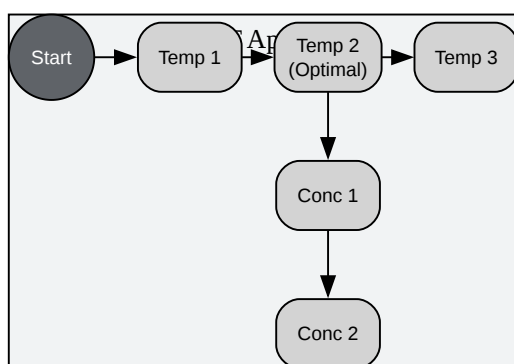 Start
Temp 1
Temp 2
(Optimal)
Temp 3
Conc 1
Conc 2